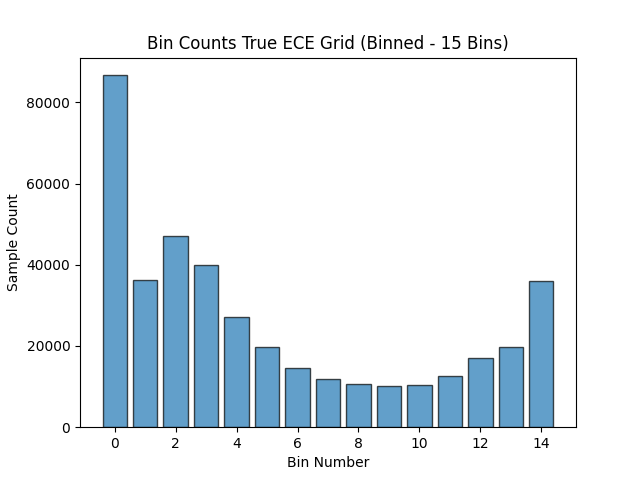 Bin Counts True ECE Grid (Binned - 15 Bins)
80000
60000
40000
20000
0
Sample Count
0 2 4 6 8 10 12 14
Bin Number